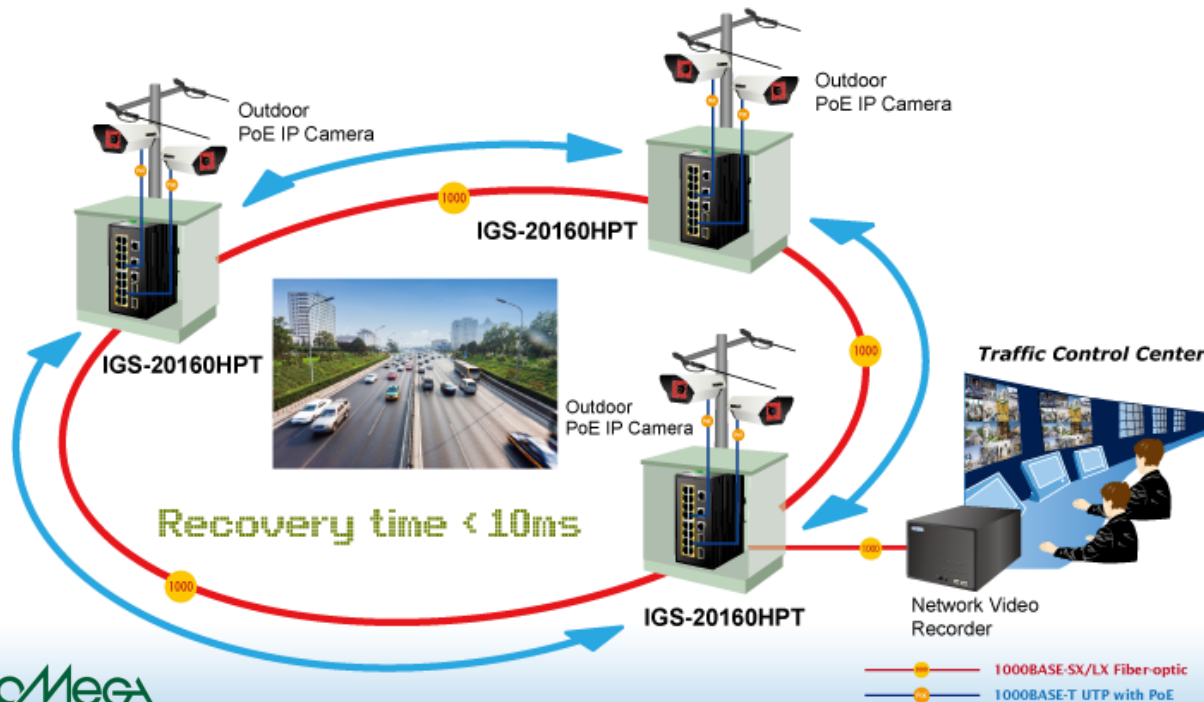 Outdoor
PoE IP Camera
Outdoor
PoE IP Camera
1000
IGS-20160HPT
IGS-20160HPT
1000
Traffic Control Center
Outdoor
PoE IP Camera
Recovery time < 10ms
1000
1000
IGS-20160HPT
Network Video
Recorder
1000BASE-SX/LX Fiber-optic
1000BASE-T UTP with PoE